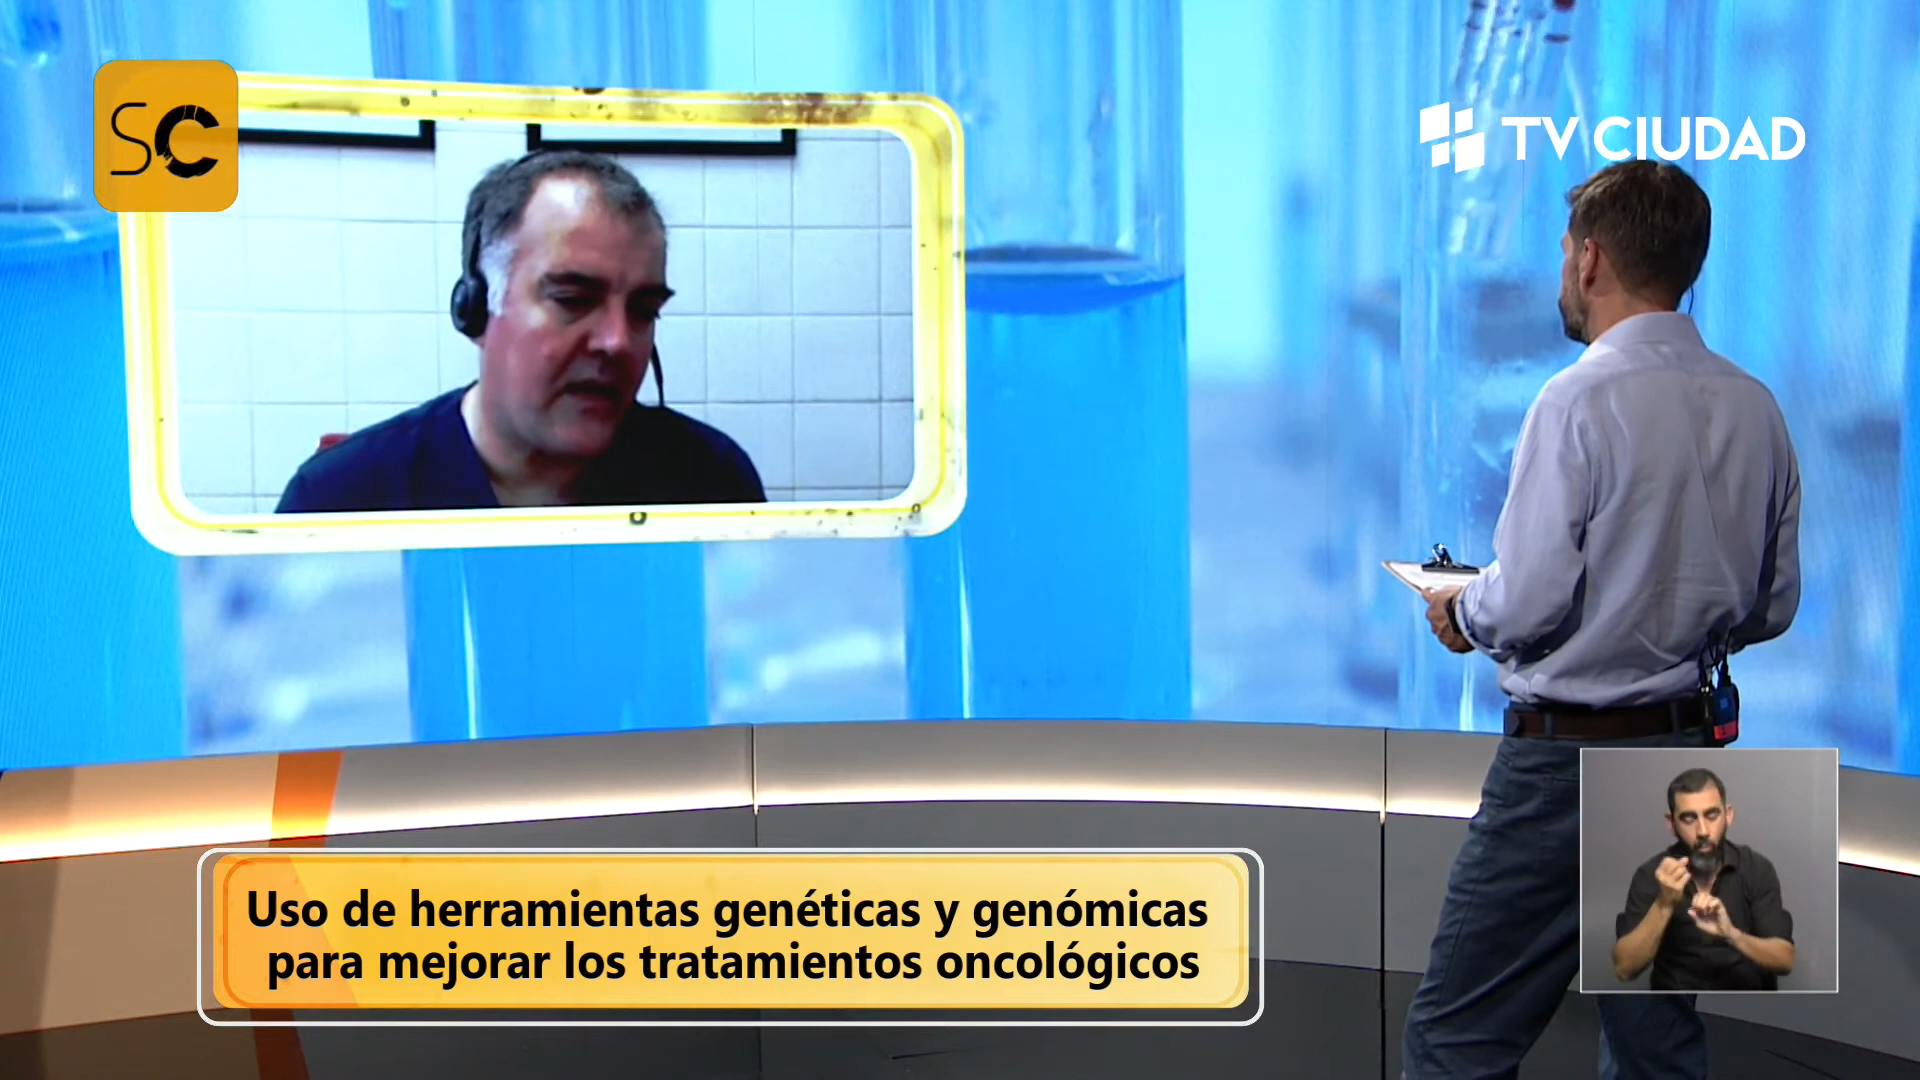 SC
TV CIUDAD
Uso de herramientas genéticas y genómicas
para mejorar los tratamientos oncológicos